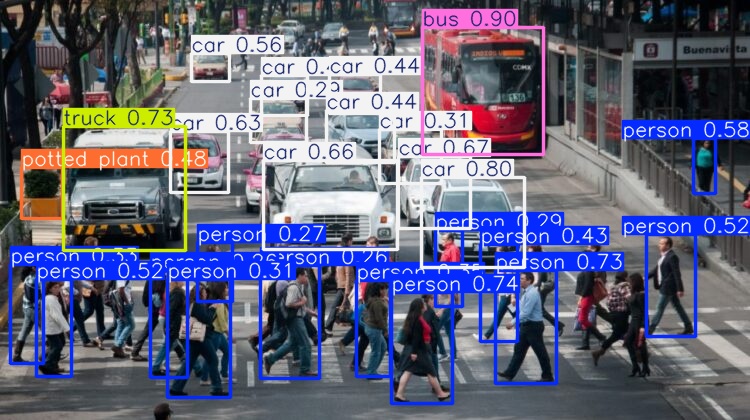 bus 0.90
car 0.56
car 0.44
car 0.29
car 0.44
INDIOS V
CDMX
136
Buenavista
truck 0.73
car 0.63
car 0.31
person 0.58
potted plant 0.48
car 0.66
car 0.67
car 0.80
person 0.29
person 0.52
person 0.27
person 0.43
person 0.52
person 0.31
0.26
person 0.73
person 0.74